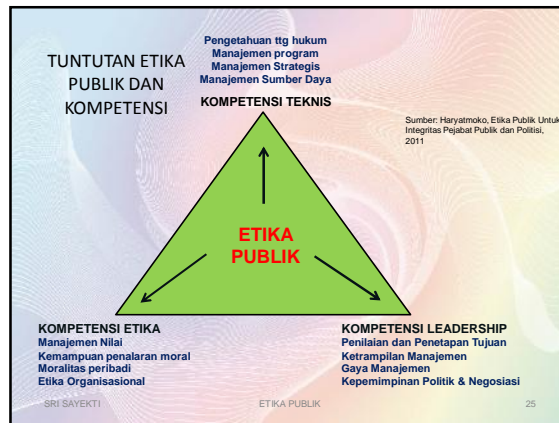 TUNTUTAN ETIKA
PUBLIK DAN
KOMPETENSI
Pengetahuan ttg hukum
Manajemen program
Manajemen Strategis
Manajemen Sumber Daya
KOMPETENSI TEKNIS
Sumber: Haryatmoko, Etika Publik Untuk
Integritas Pejabat Publik dan Politisi,
2011
ETIKA
PUBLIK
KOMPETENSI ETIKA
Manajemen Nilai
Kemampuan penalaran moral
Moralitas peribadi
Etika Organisasional
KOMPETENSI LEADERSHIP
Penilaian dan Penetapan Tujuan
Ketrampilan Manajemen
Gaya Manajemen
Kepemimpinan Politik & Negosiasi
SRI SAYEKTI
ETIKA PUBLIK
25